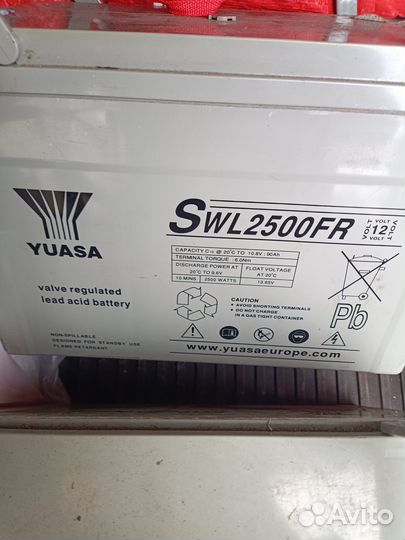 YUASA
valve regulated
lead acid battery
NON-SPILLABLE
DESIGNED FOR STANDBY USE
FLAME RETARDANT
SWL2500FR
VOLT 12 VOLT
VOLT
VOLT
CAPACITY C10 @ 20°C TO 10.8V : 90Ah
TERMINAL TORQUE : 6.0Nm
DISCHARGE POWER AT 20°C TO 9.6V
FLOAT VOLTAGE AT 20°C
10 MINS 2500 WATTS 13.65V
CAUTION
• AVOID SHORTING TERMINALS
• DO NOT CHARGE IN A GAS TIGHT CONTAINER
Pb
www.yuasaeurope.com
Avito